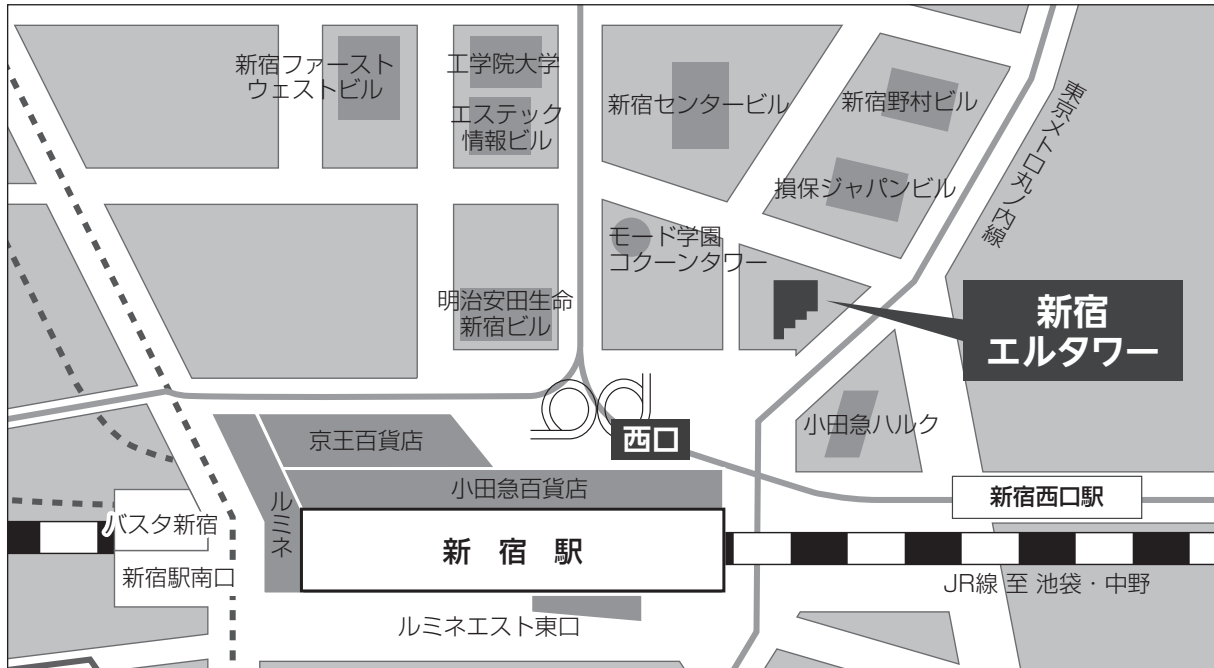 新宿ファースト
ウェストビル
工学院大学
エステック
情報ビル
新宿センタービル
新宿野村ビル
損保ジャパンビル
東京メトロ丸ノ内線
モード学園
コクーンタワー
明治安田生命
新宿ビル
新宿
エルタワー
小田急ハルク
西口
京王百貨店
小田急百貨店
ルミネ
新宿西口駅
バスタ新宿
新宿駅
新宿駅南口
JR線 至 池袋・中野
ルミネエスト東口